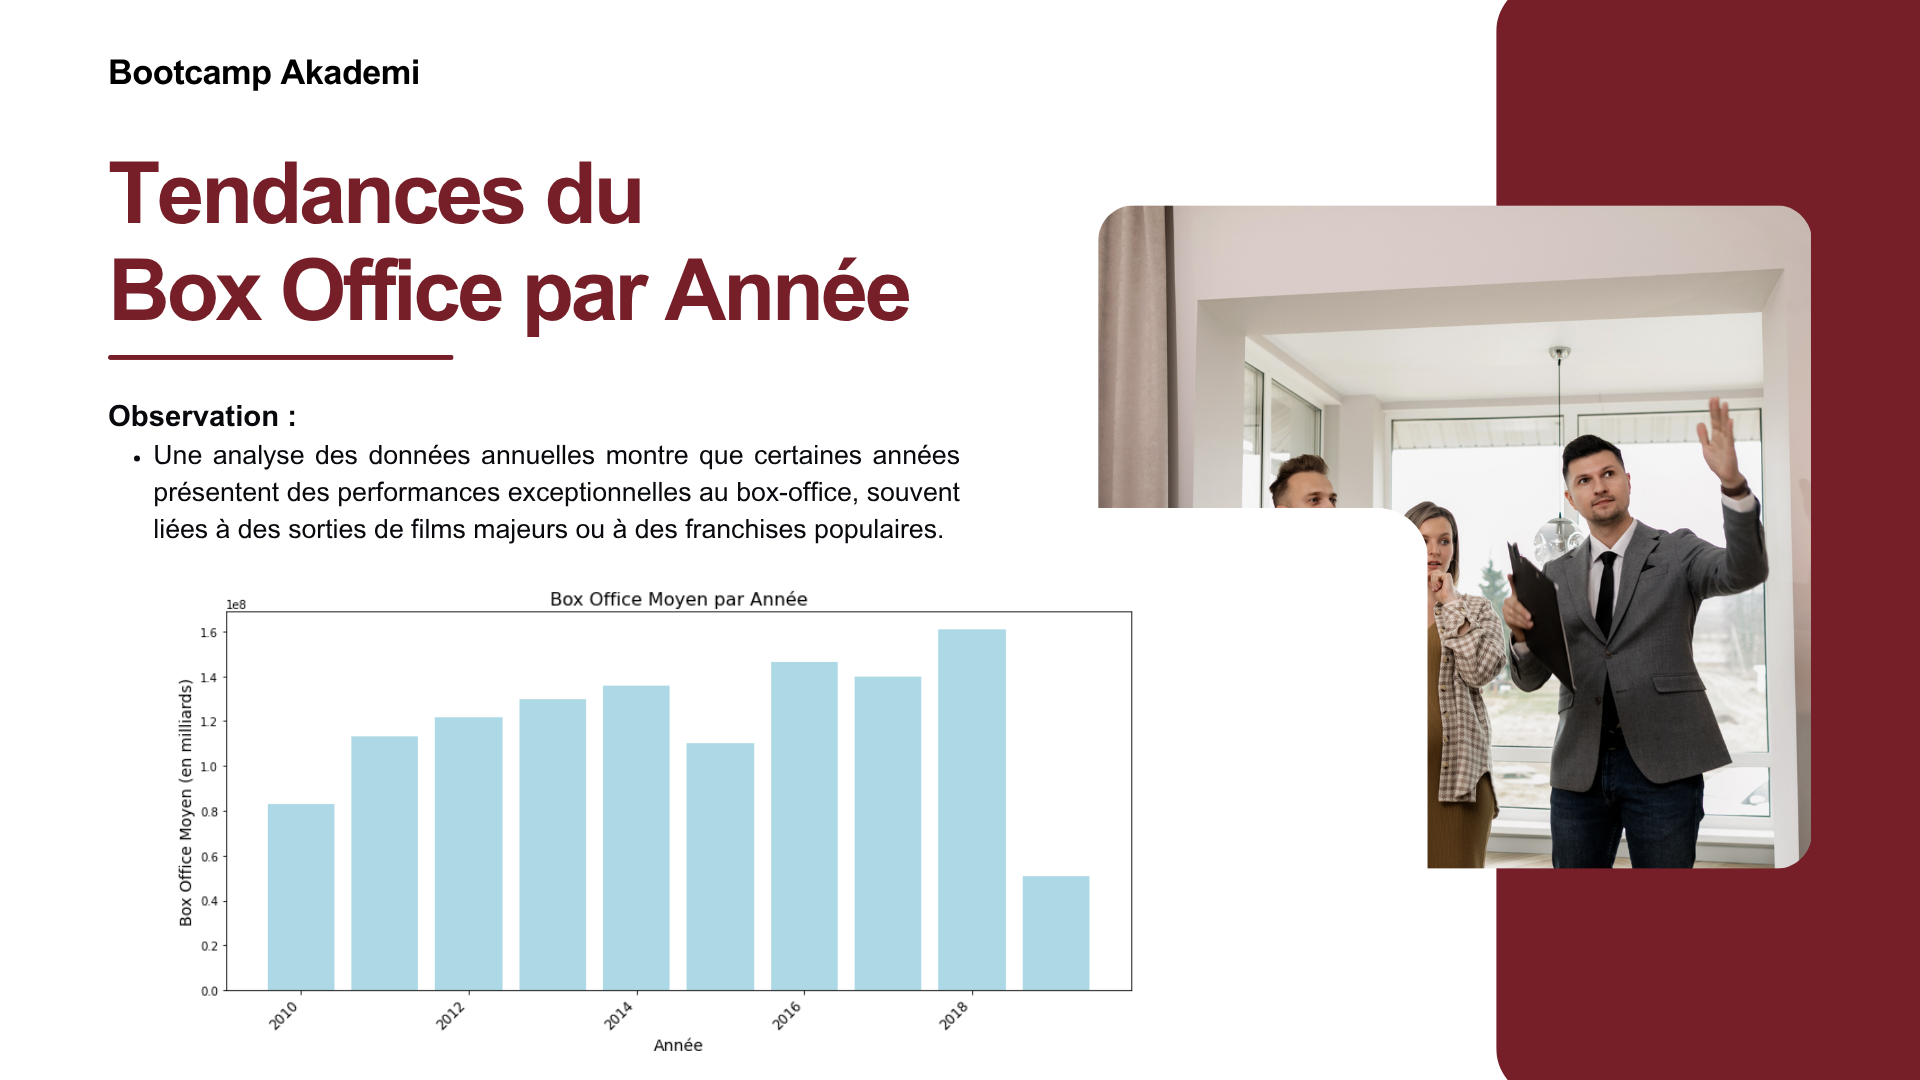 Bootcamp Akademi
Tendances du
Box Office par Année
Observation :
• Une analyse des données annuelles montre que certaines années
présentent des performances exceptionnelles au box-office, souvent
liées à des sorties de films majeurs ou à des franchises populaires.
Box Office Moyen par Année
1e8
1.6
1.4
1.2
1.0
0.8
0.6
0.4
0.2
0.0
Box Office Moyen (en milliards)
2010
2012
2014
2016
2018
Année